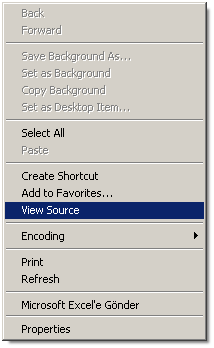 Back
Forward
Save Background As...
Set as Background
Copy Background
Set as Desktop Item...
Select All
Paste
Create Shortcut
Add to Favorites...
View Source
Encoding
Print
Refresh
Microsoft Excel'e Gönder
Properties